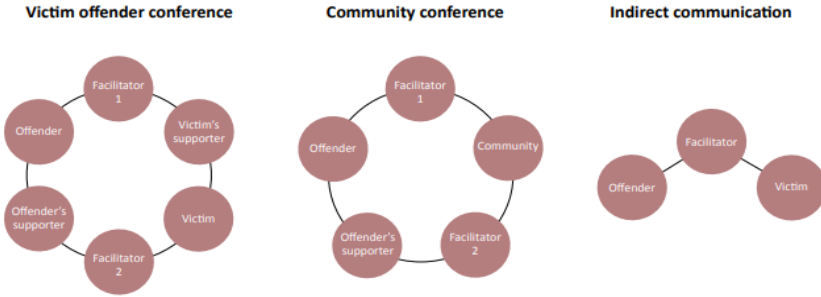 Victim offender conference
Facilitator
1
Victim's
supporter
Victim
Facilitator
2
Offender's
supporter
Offender
Community conference
Facilitator
1
Community
Facilitator
2
Offender's
supporter
Offender
Indirect communication
Offender
Facilitator
Victim